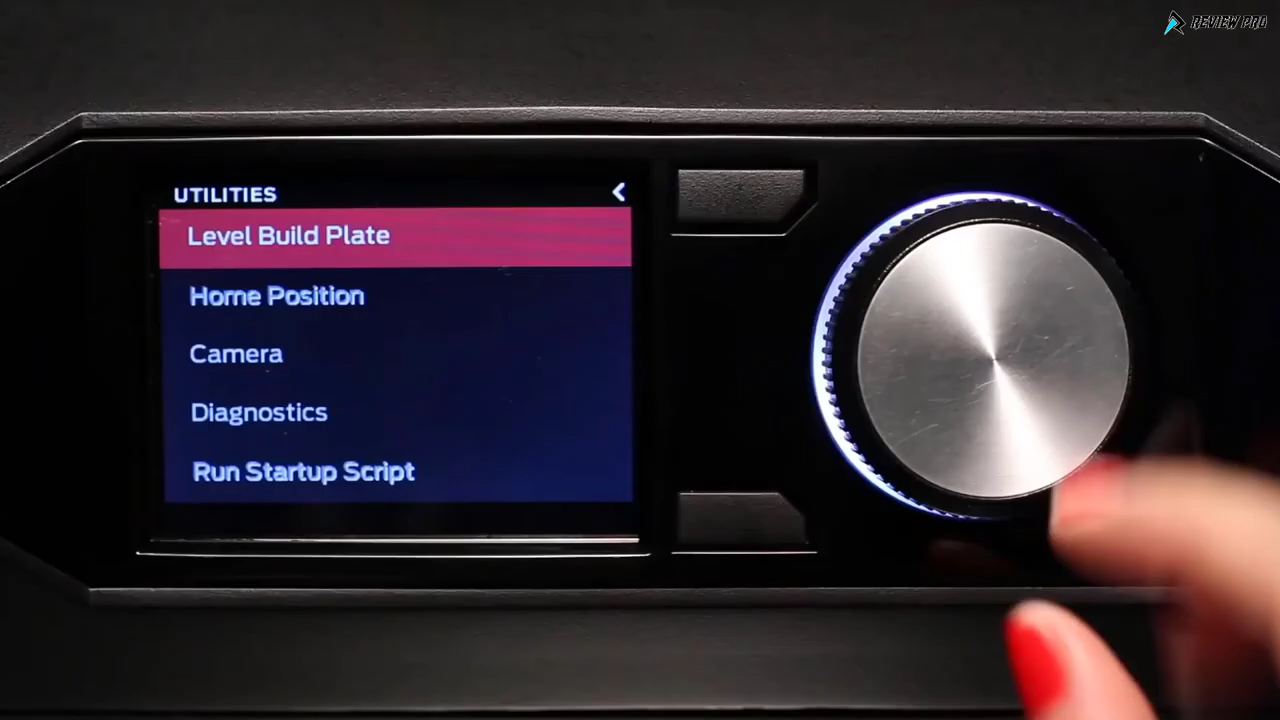 REVIEW PRO
UTILITIES
Level Build Plate
Home Position
Camera
Diagnostics
Run Startup Script